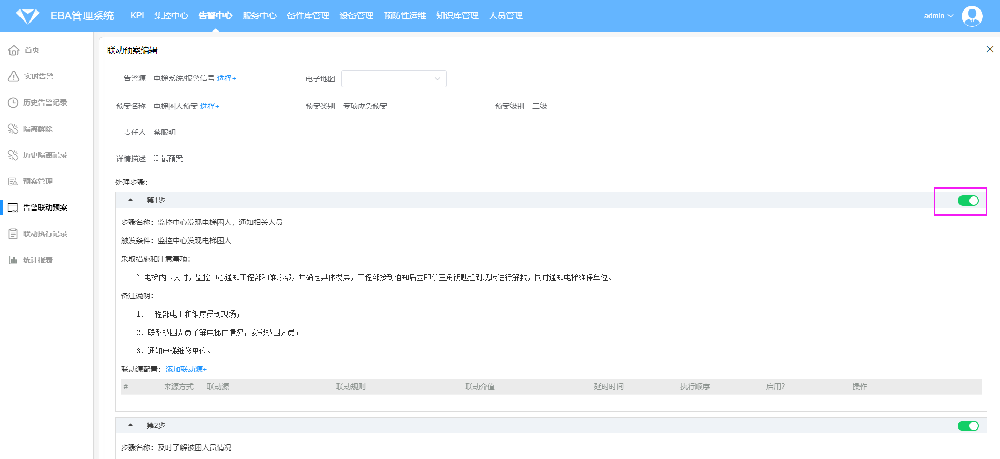 EBA管理系统 KPI 集控中心 告警中心 服务中心 备件库管理 设备管理 预防性运维 知识库管理 人员管理 admin
首页
实时告警
历史告警记录
隔离解除
历史隔离记录
预案管理
告警联动预案
联动执行记录
统计报表
联动预案编辑
告警源 电梯系统/报警信号 选择+ 电子地图
预案名称 电梯困人预案 选择+ 预案类别 专项应急预案 预案级别 二级
责任人 蔡服明
详情描述 测试预案
处理步骤：
第1步
步骤名称：监控中心发现电梯困人，通知相关人员
触发条件：监控中心发现电梯困人
采取措施和注意事项：
当电梯内困人时，监控中心通知工程部和维序部，并确定具体楼层，工程部接到通知后立即拿三角钥匙赶到现场进行解救，同时通知电梯维保单位。
备注说明：
1、工程部电工和维序员到现场；
2、联系被困人员了解电梯内情况，安慰被困人员；
3、通知电梯维修单位。
联动源配置：添加联动源+
# 来源方式 联动源 联动规则 联动介值 延时时间 执行顺序 启用? 操作
第2步
步骤名称：及时了解被困人员情况